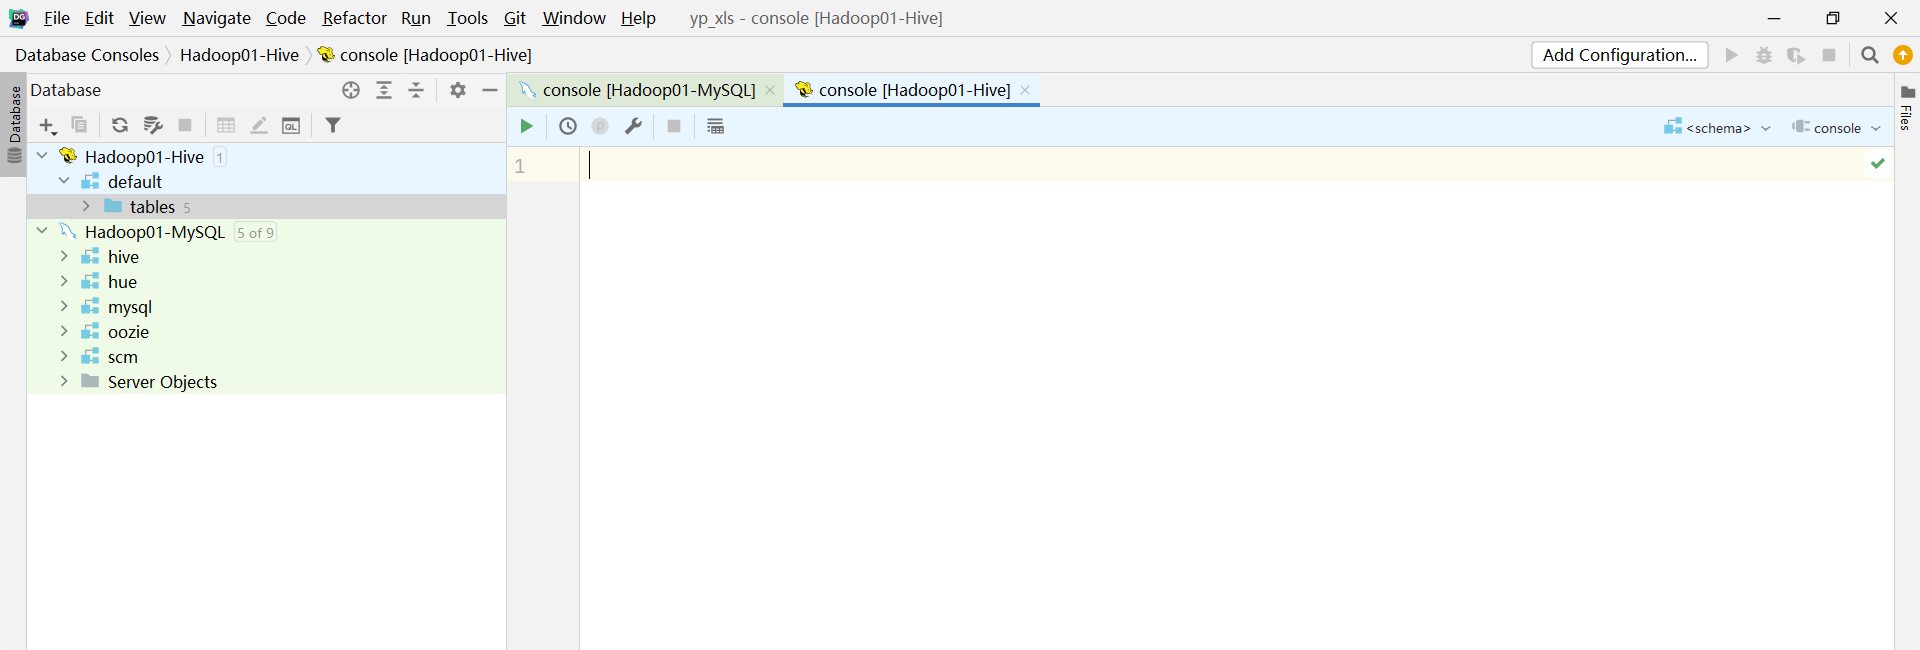 File Edit View Navigate Code Refactor Run Tools Git Window Help yp_xls - console [Hadoop01-Hive]
Database Consoles Hadoop01-Hive console [Hadoop01-Hive] Add Configuration...
Database
Database
console [Hadoop01-MySQL] console [Hadoop01-Hive]
Files
QL
p
<schema> console
Hadoop01-Hive 1
default
tables 5
Hadoop01-MySQL 5 of 9
hive
hue
mysql
oozie
scm
Server Objects
1
DG